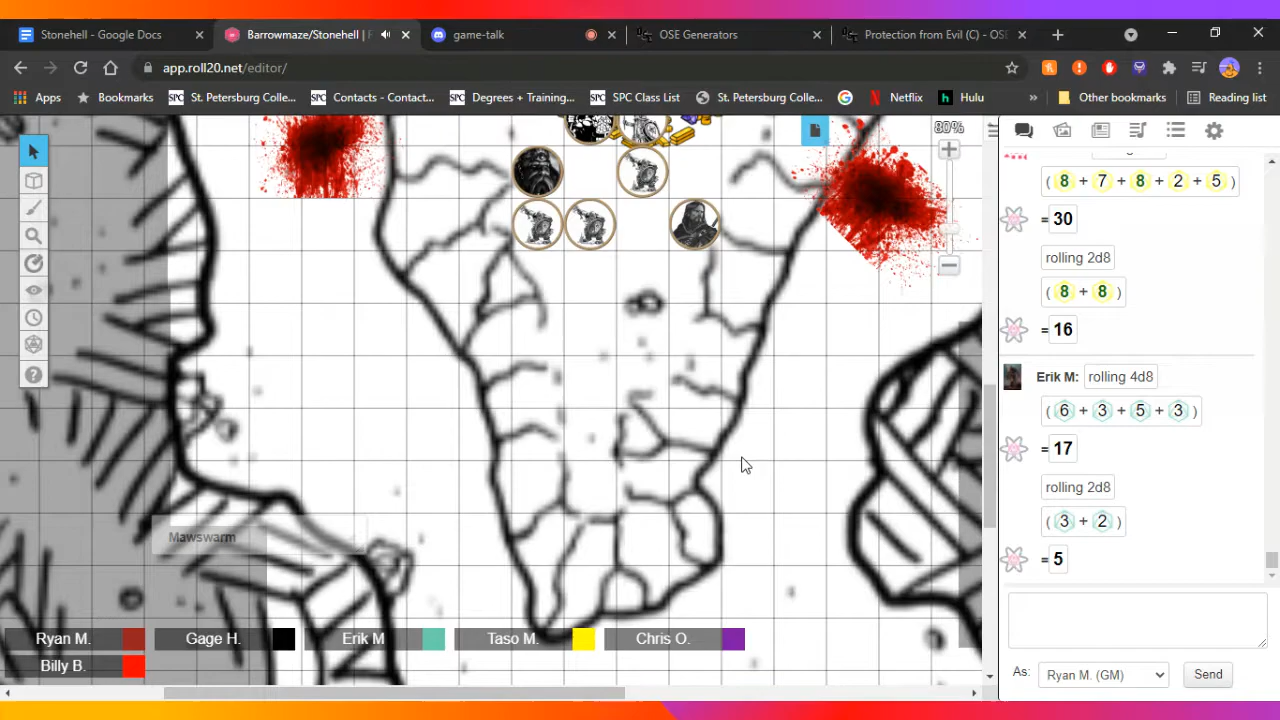 Stonehell - Google Docs
Barrowmaze/Stonehell |
game-talk
OSE Generators
Protection from Evil (C) - OSE
app.roll20.net/editor/
Apps
Bookmarks
St. Petersburg Colle...
Contacts - Contact...
Degrees + Training...
SPC Class List
St. Petersburg Colle...
Netflix
Hulu
Other bookmarks
Reading list
80%
( 8 + 7 + 8 + 2 + 5 )
= 30
rolling 2d8
( 8 + 8 )
= 16
Erik M: rolling 4d8
( 6 + 3 + 5 + 3 )
= 17
rolling 2d8
( 3 + 2 )
= 5
Mawswarm
Ryan M.
Gage H.
Erik M
Taso M.
Chris O.
Billy B.
As: Ryan M. (GM)
Send